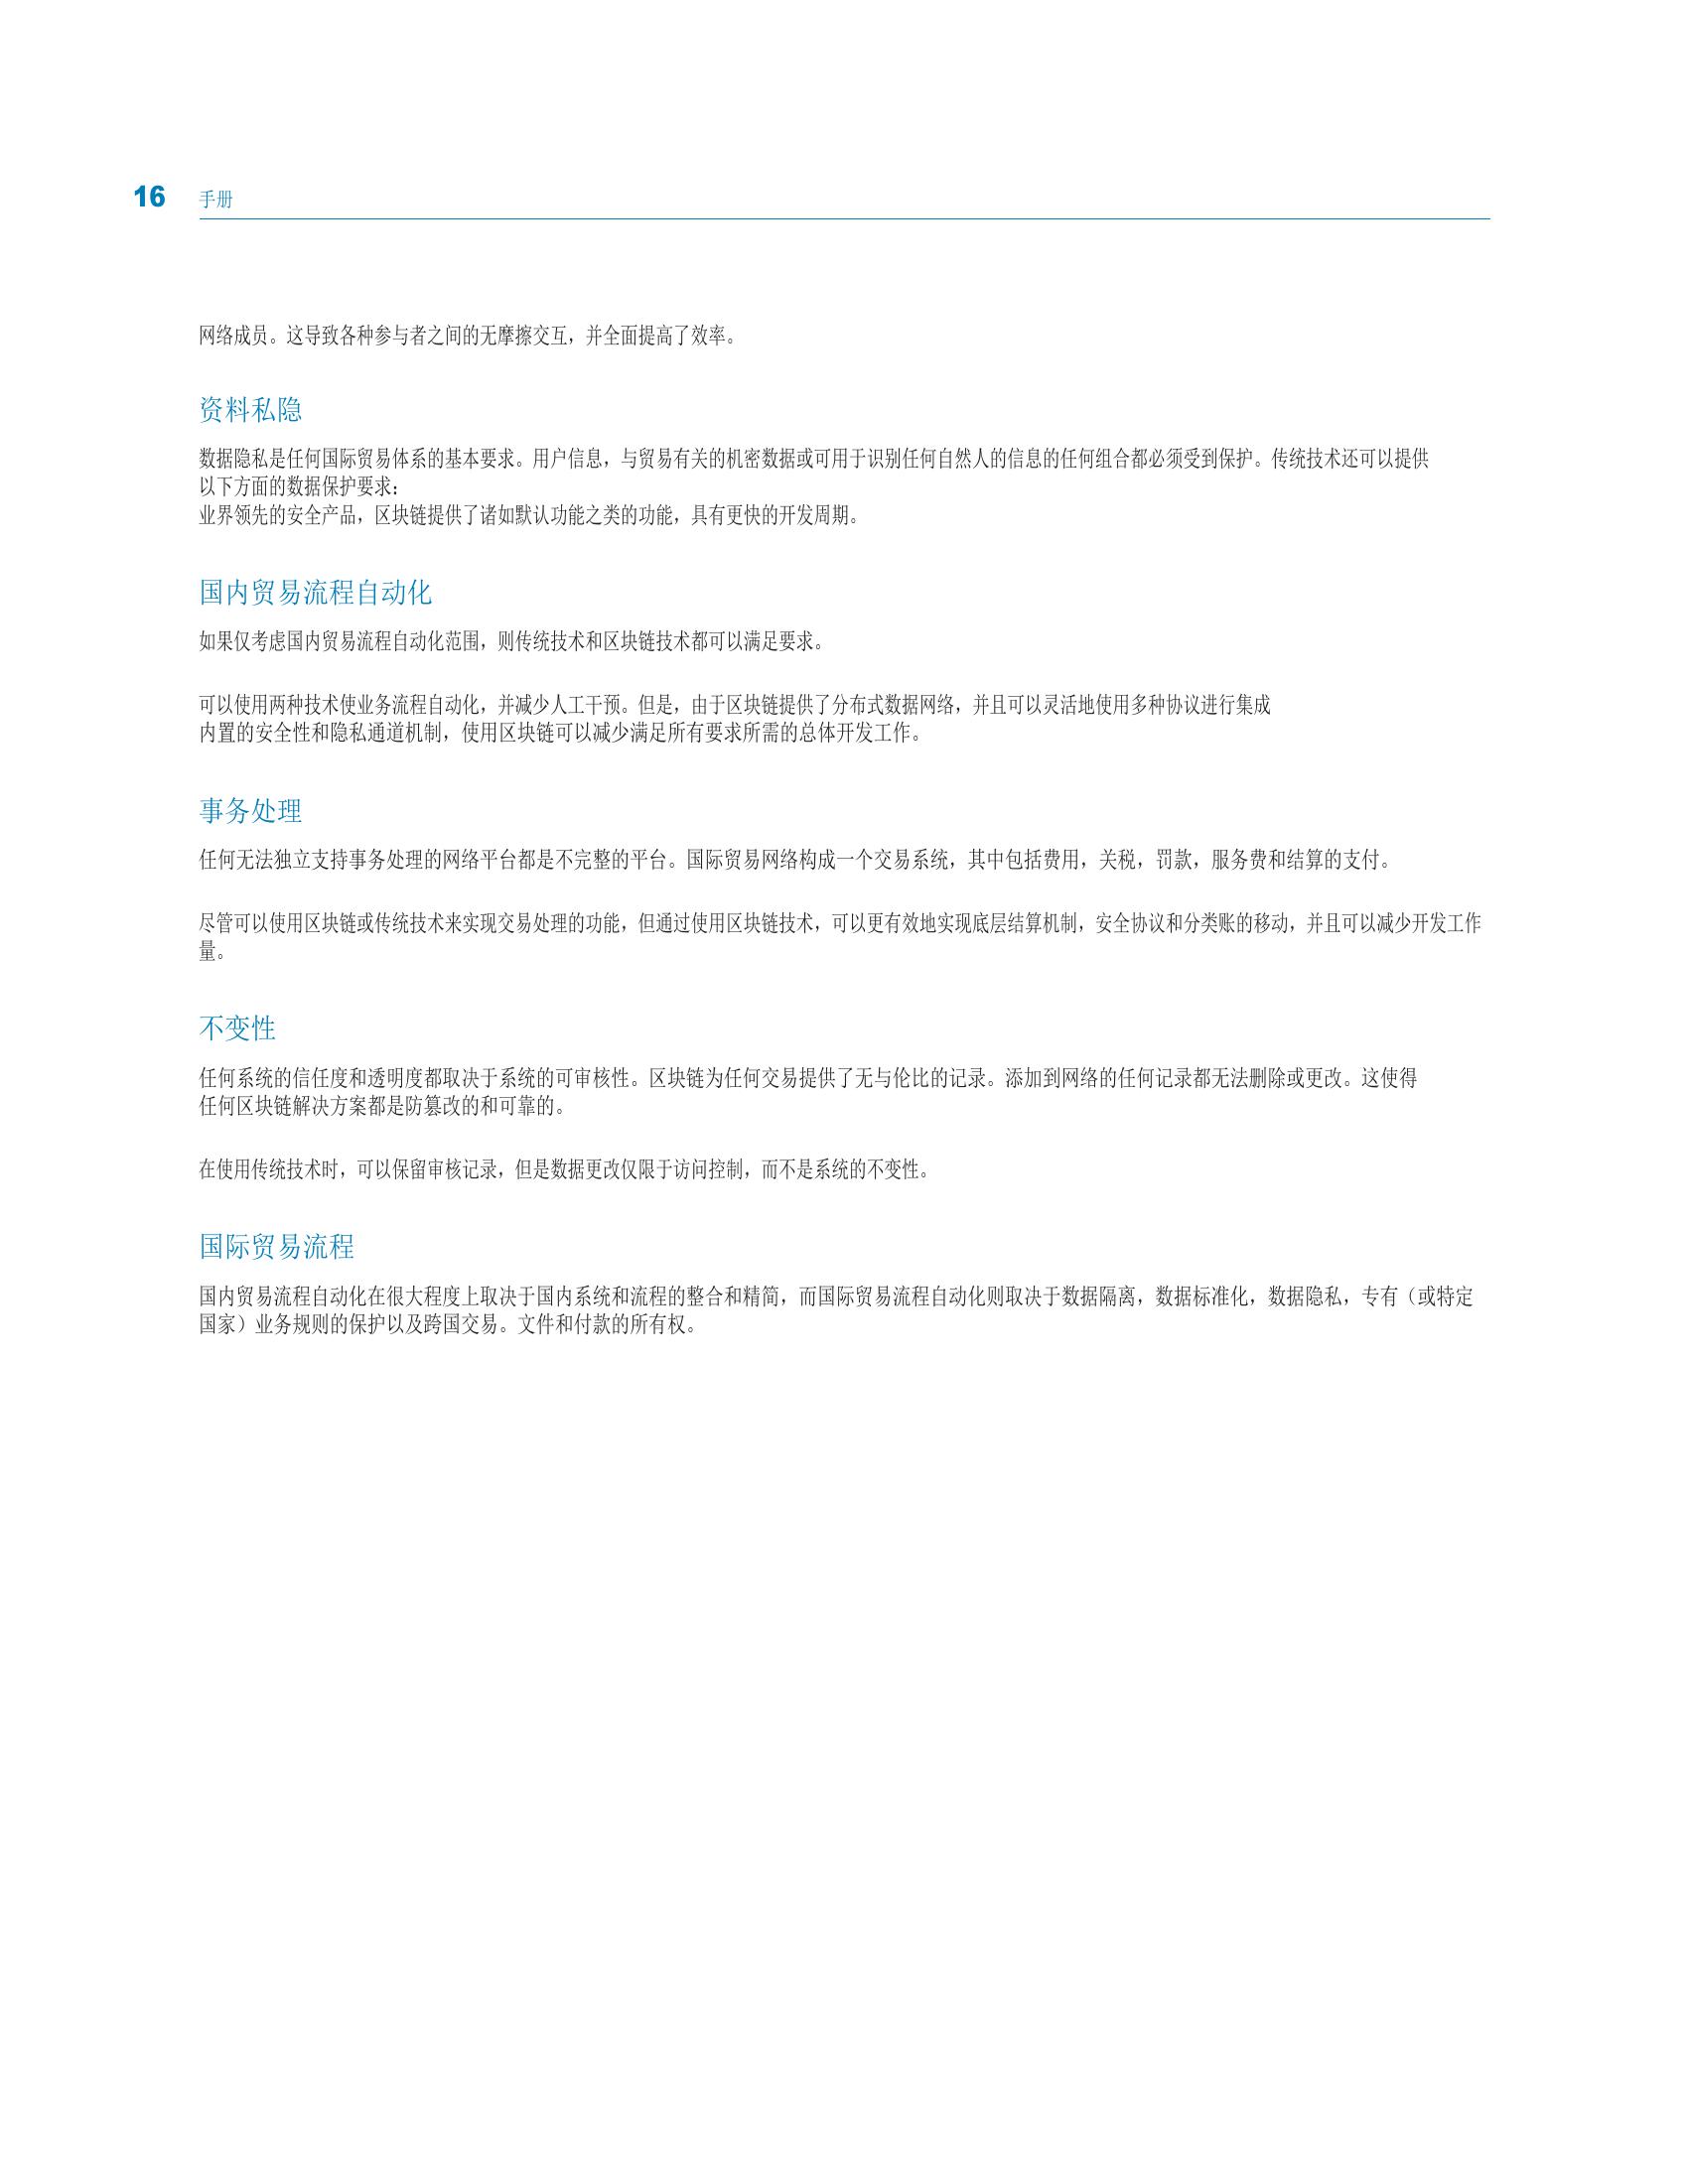 16 手册
网络成员。这导致各种参与者之间的无摩擦交互，并全面提高了效率。
资料私隐
数据隐私是任何国际贸易体系的基本要求。用户信息，与贸易有关的机密数据或可用于识别任何自然人的信息的任何组合都必须受到保护。传统技术还可以提供
以下方面的数据保护要求：
业界领先的安全产品，区块链提供了诸如默认功能之类的功能，具有更快的开发周期。
国内贸易流程自动化
如果仅考虑国内贸易流程自动化范围，则传统技术和区块链技术都可以满足要求。
可以使用两种技术使业务流程自动化，并减少人工干预。但是，由于区块链提供了分布式数据网络，并且可以灵活地使用多种协议进行集成
内置的安全性和隐私通道机制，使用区块链可以减少满足所有要求所需的总体开发工作。
事务处理
任何无法独立支持事务处理的网络平台都是不完整的平台。国际贸易网络构成一个交易系统，其中包括费用，关税，罚款，服务费和结算的支付。
尽管可以使用区块链或传统技术来实现交易处理的功能，但通过使用区块链技术，可以更有效地实现底层结算机制，安全协议和分类账的移动，并且可以减少开发工作
量。
不变性
任何系统的信任度和透明度都取决于系统的可审核性。区块链为任何交易提供了无与伦比的记录。添加到网络的任何记录都无法删除或更改。这使得
任何区块链解决方案都是防篡改的和可靠的。
在使用传统技术时，可以保留审核记录，但是数据更改仅限于访问控制，而不是系统的不变性。
国际贸易流程
国内贸易流程自动化在很大程度上取决于国内系统和流程的整合和精简，而国际贸易流程自动化则取决于数据隔离，数据标准化，数据隐私，专有（或特定
国家）业务规则的保护以及跨国交易。文件和付款的所有权。